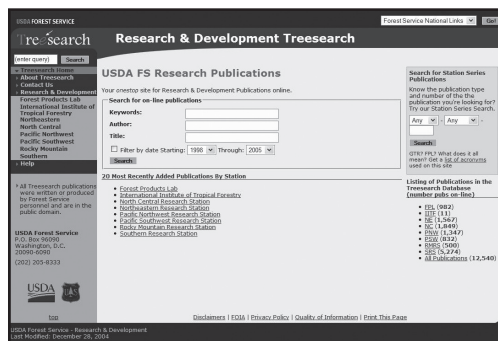 USDA FOREST SERVICE
Forest Service National Links
Go!
Treesearch
Research & Development Treesearch
(enter query)
Search
Treesearch Home
About Treesearch
Contact Us
Research & Development
Forest Products Lab
International Institute of
Tropical Forestry
Northeastern
North Central
Pacific Northwest
Pacific Southwest
Rocky Mountain
Southern
Help
All Treesearch publications
were written or produced
by Forest Service
personnel and are in the
public domain.
USDA Forest Service
P.O. Box 96090
Washington, D.C.
20090-6090
(202) 205-8333
USDA
top
USDA FS Research Publications
Your onestop site for Research & Development Publications online.
Search for on-line publications
Keywords:
Author:
Title:
Filter by date Starting: 1998 Through: 2005
Search
20 Most Recently Added Publications By Station
Forest Products Lab
International Institute of Tropical Forestry
North Central Research Station
Northeastern Research Station
Pacific Northwest Research Station
Pacific Southwest Research Station
Rocky Mountain Research Station
Southern Research Station
Search for Station Series
Publications
Know the publication
type and number of the
publication you're looking for?
Try our Station Series Search.
Any - Any -
Search
GTR? FPL? What does it all
mean? Get a list of acronyms
used on this site
Listing of Publications in the
Treesearch Database
(number pubs on-line)
FPL (982)
IITF (11)
NE (1,567)
NC (1,849)
PNW (1,347)
PSW (832)
RMRS (500)
SRS (5,274)
All Publications (12,540)
Disclaimers | FOIA | Privacy Policy | Quality of Information | Print This Page
USDA Forest Service - Research & Development
Last Modified: December 28, 2004